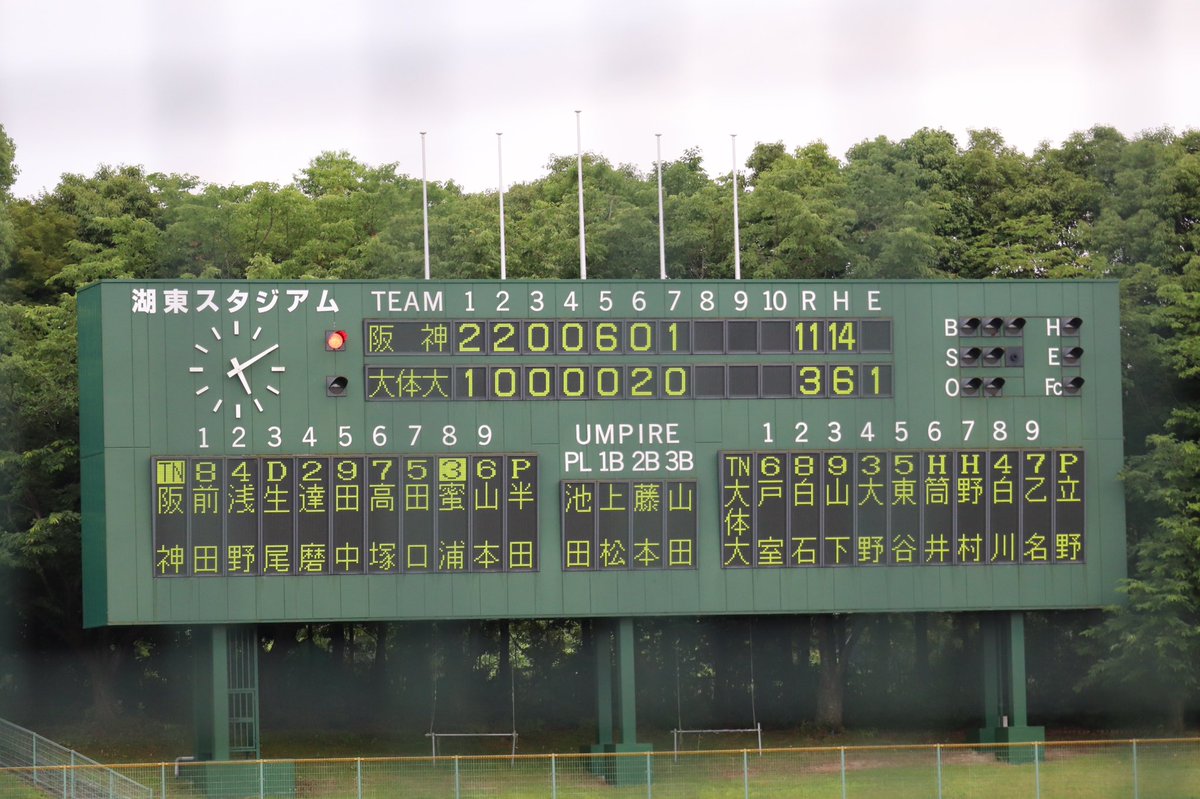 湖東スタジアム TEAM 1 2 3 4 5 6 7 8 9 10 R H E
阪神 2 2 0 0 6 0 1 11 14
大体大 1 0 0 0 0 2 0 3 6 1
B H
S E
O Fc
1 2 3 4 5 6 7 8 9
TN 8 4 D 2 9 7 5 3 6 P
阪神 前田 浅野 生尾 達磨 田中 高塚 田口 蜜浦 山本 半田
UMPIRE
PL 1B 2B 3B
池田 上松 藤本 山田
1 2 3 4 5 6 7 8 9
TN 6 8 9 3 5 H H 4 7 P
大体大 戸室 白石 山下 大野 東谷 筒井 野村 白川 乙名 立野